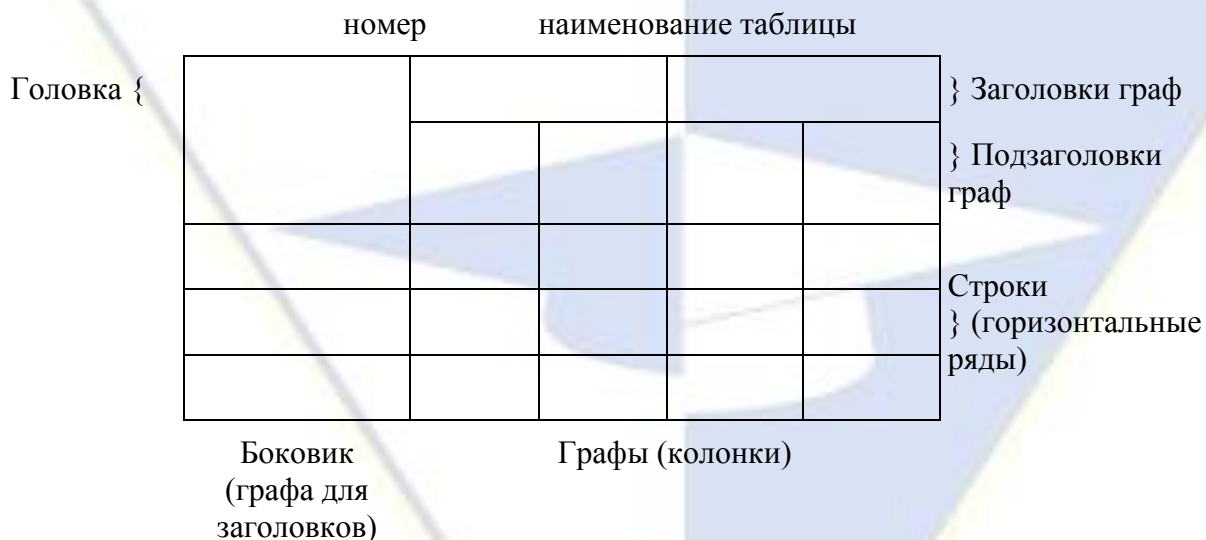 номер наименование таблицы
Головка {
} Заголовки граф
} Подзаголовки
граф
Строки
} (горизонтальные
ряды)
Боковик
(графа для
заголовков)
Графы (колонки)